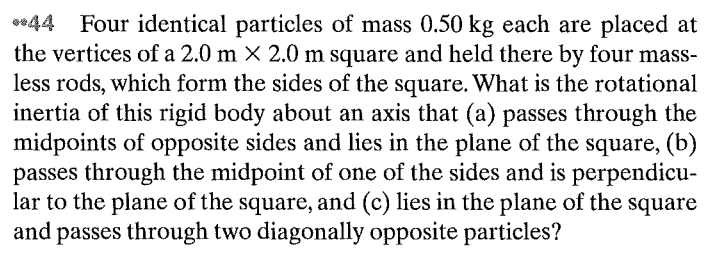 ••44 Four identical particles of mass 0.50 kg each are placed at
the vertices of a 2.0 m × 2.0 m square and held there by four mass-
less rods, which form the sides of the square. What is the rotational
inertia of this rigid body about an axis that (a) passes through the
midpoints of opposite sides and lies in the plane of the square, (b)
passes through the midpoint of one of the sides and is perpendicu-
lar to the plane of the square, and (c) lies in the plane of the square
and passes through two diagonally opposite particles?